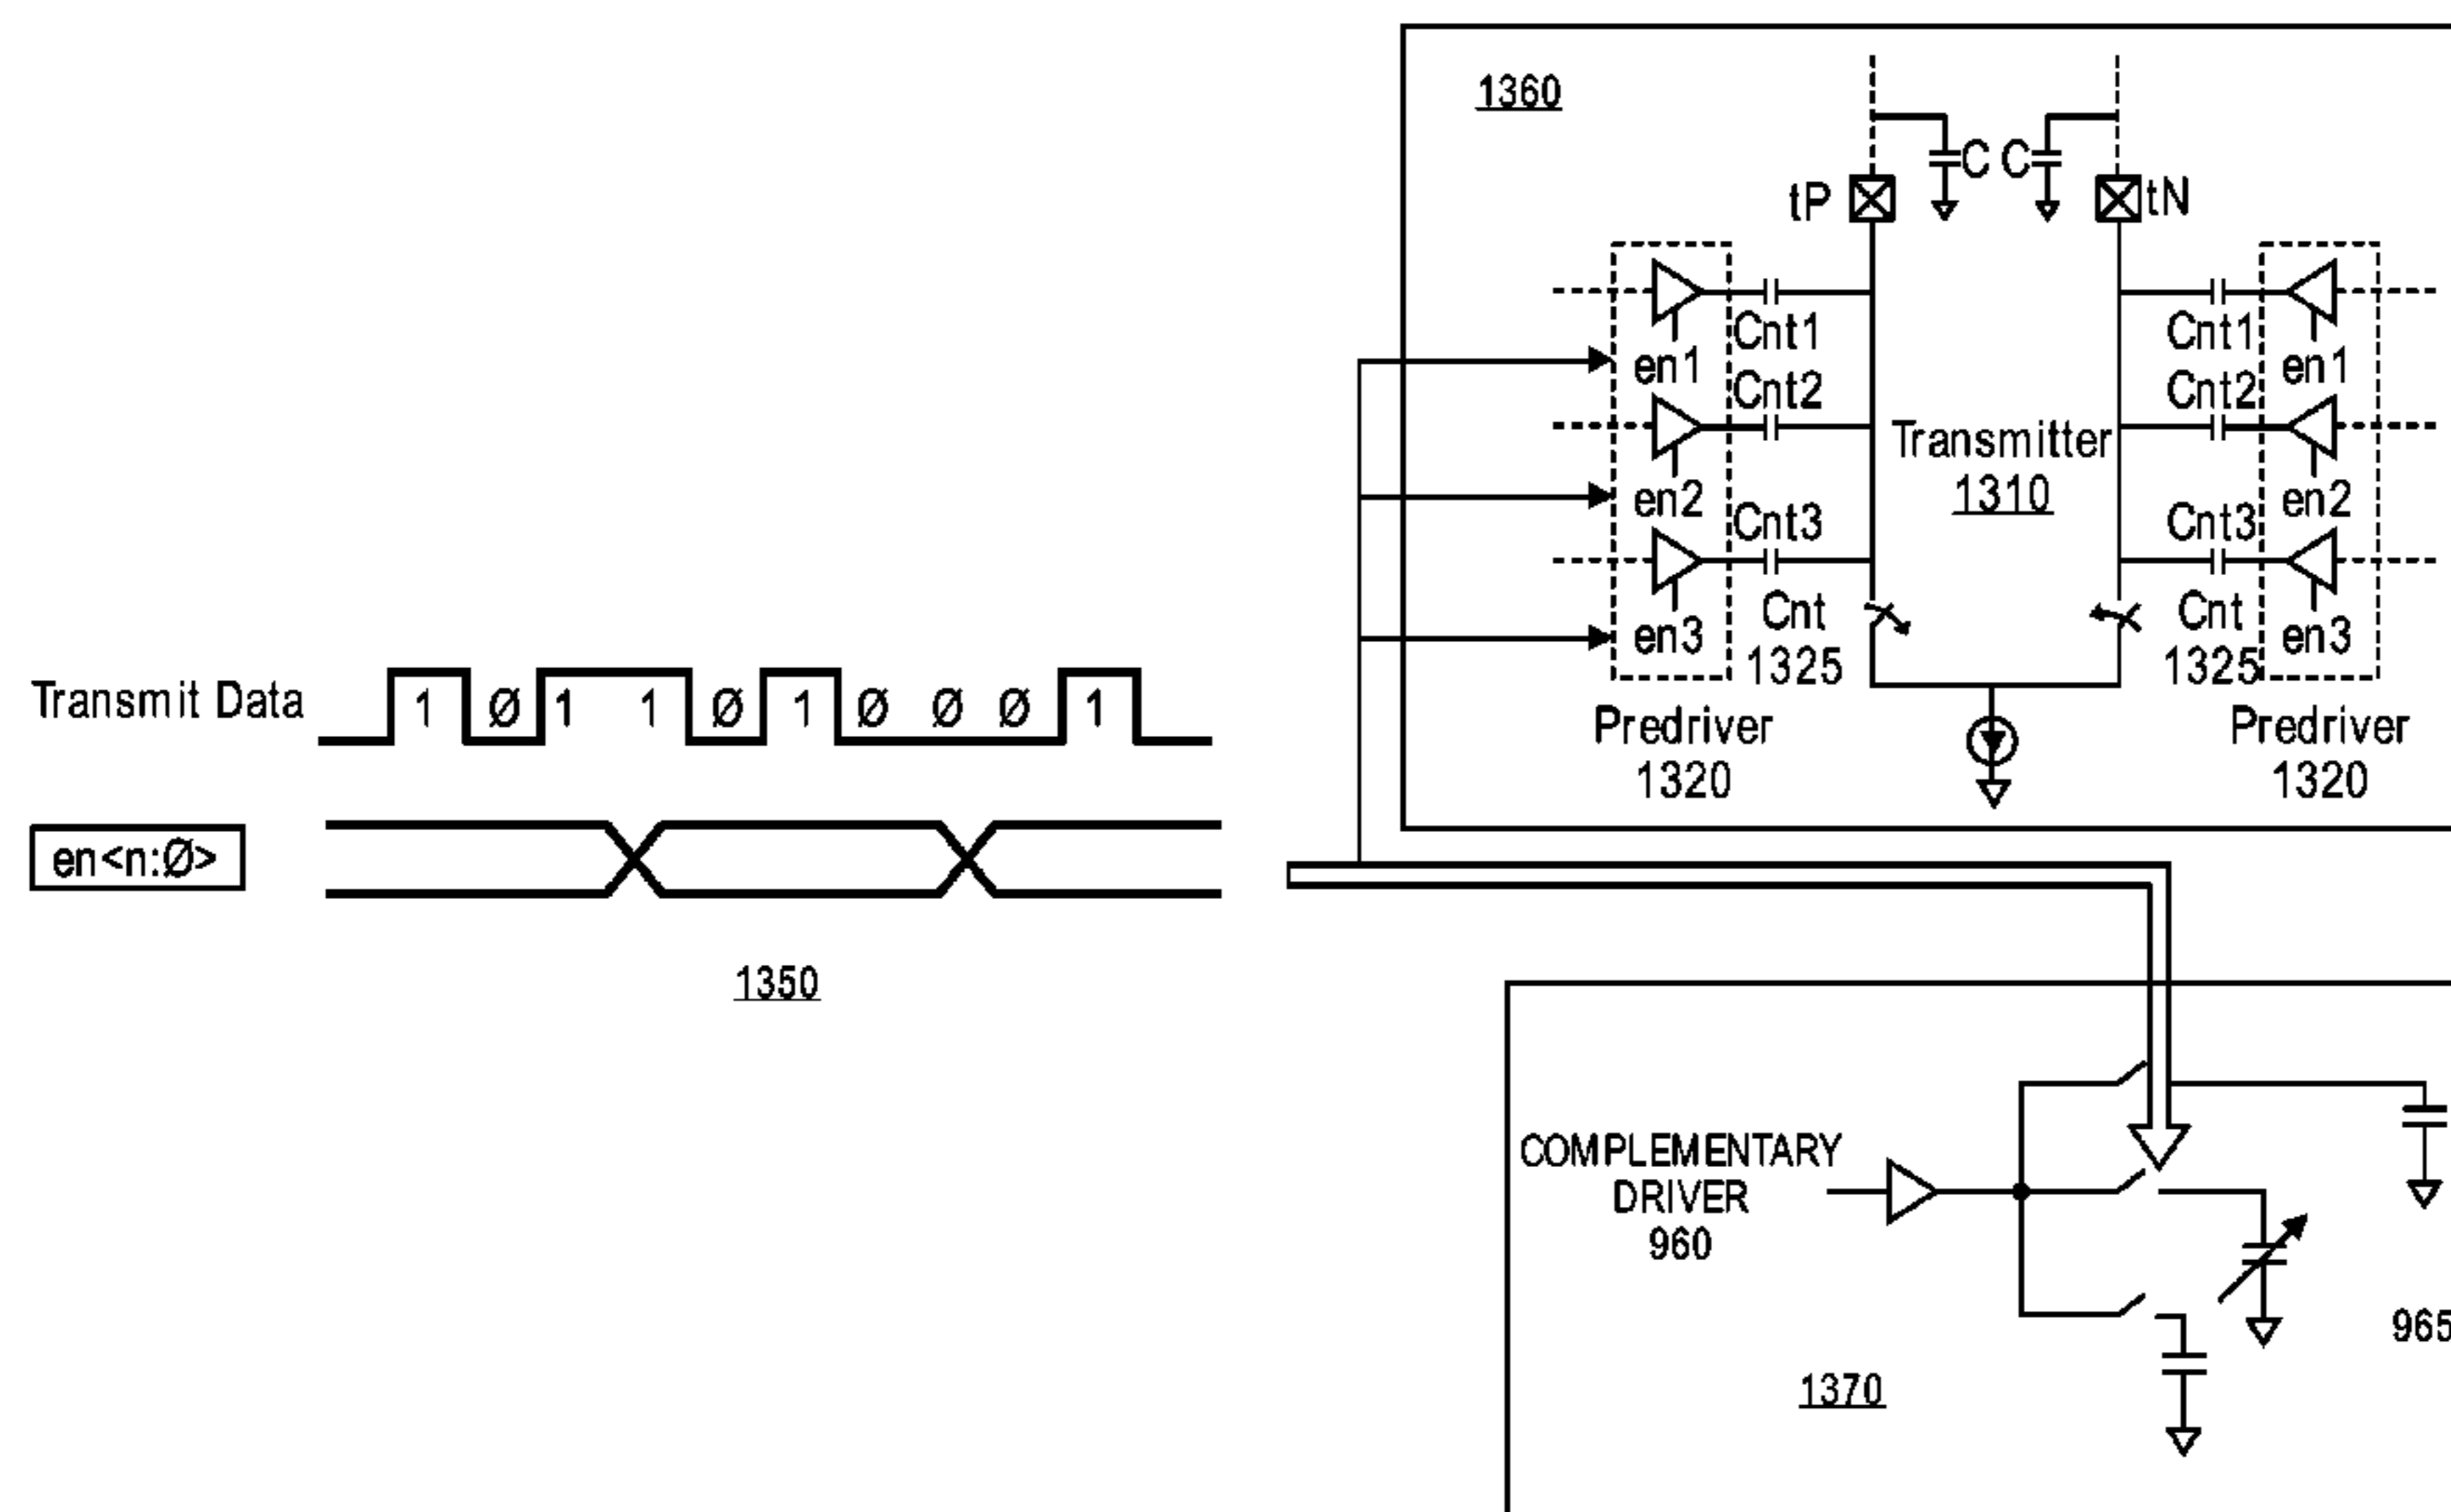 Transmit Data
1 Ø 1 1 Ø 1 Ø Ø Ø 1
en<n:Ø>
1350
1360
C C
tP
tN
Cnt1
en1
Cnt2
en2
Cnt3
en3
Cnt
1325
Predriver
1320
Transmitter
1310
Cnt1
en1
Cnt2
en2
Cnt3
en3
Cnt
1325
Predriver
1320
COMPLEMENTARY
DRIVER
960
965
1370